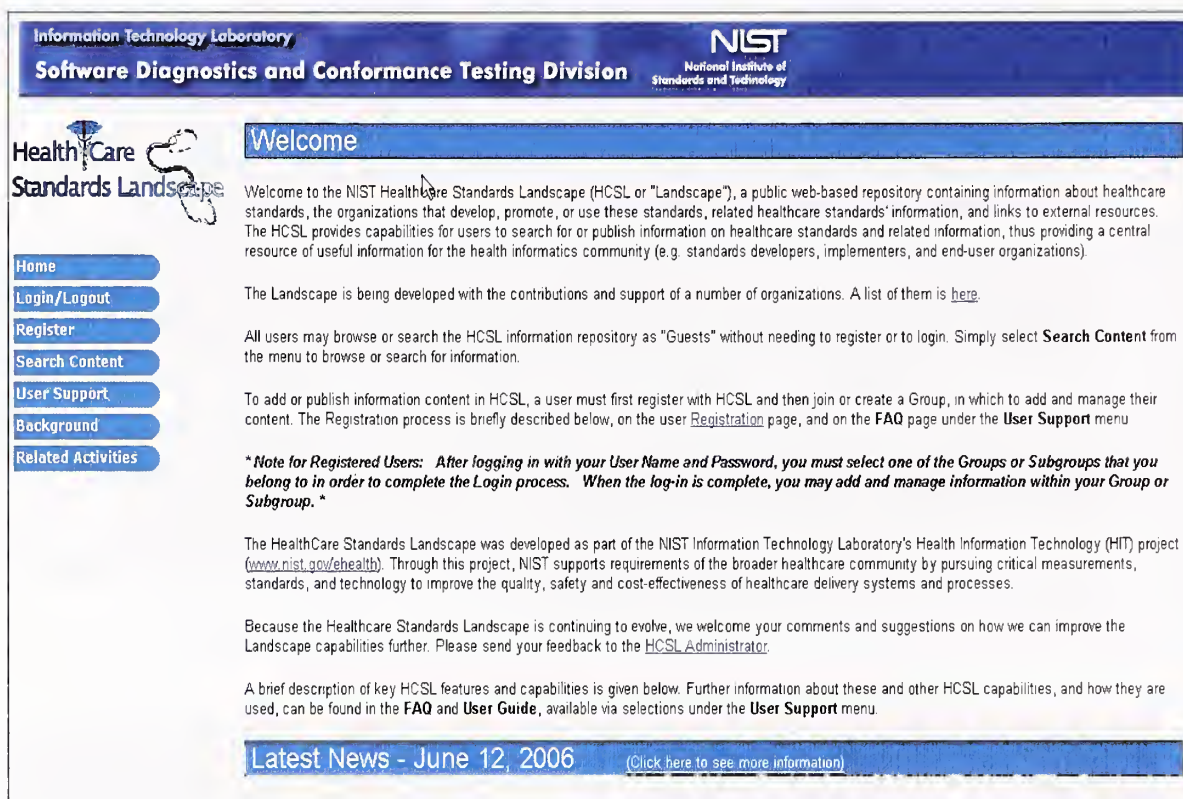 Information Technology Laboratory
Software Diagnostics and Conformance Testing Division
NIST
National Institute of
Standards and Technology
HealthCare
Standards Landscape
Home
Login/Logout
Register
Search Content
User Support
Background
Related Activities
Welcome
Welcome to the NIST Healthcare Standards Landscape (HCSL or "Landscape"), a public web-based repository containing information about healthcare
standards, the organizations that develop, promote, or use these standards, related healthcare standards' information, and links to external resources.
The HCSL provides capabilities for users to search for or publish information on healthcare standards and related information, thus providing a central
resource of useful information for the health informatics community (e.g. standards developers, implementers, and end-user organizations).
The Landscape is being developed with the contributions and support of a number of organizations. A list of them is here.
All users may browse or search the HCSL information repository as "Guests" without needing to register or to login. Simply select Search Content from
the menu to browse or search for information.
To add or publish information content in HCSL, a user must first register with HCSL and then join or create a Group, in which to add and manage their
content. The Registration process is briefly described below, on the user Registration page, and on the FAQ page under the User Support menu
*Note for Registered Users: After logging in with your User Name and Password, you must select one of the Groups or Subgroups that you
belong to in order to complete the Login process. When the log-in is complete, you may add and manage information within your Group or
Subgroup. *
The HealthCare Standards Landscape was developed as part of the NIST Information Technology Laboratory's Health Information Technology (HIT) project
(www.nist.gov/ehealth). Through this project, NIST supports requirements of the broader healthcare community by pursuing critical measurements,
standards, and technology to improve the quality, safety and cost-effectiveness of healthcare delivery systems and processes.
Because the Healthcare Standards Landscape is continuing to evolve, we welcome your comments and suggestions on how we can improve the
Landscape capabilities further. Please send your feedback to the HCSL Administrator.
A brief description of key HCSL features and capabilities is given below. Further information about these and other HCSL capabilities, and how they are
used, can be found in the FAQ and User Guide, available via selections under the User Support menu.
Latest News - June 12, 2006 (Click here to see more information)